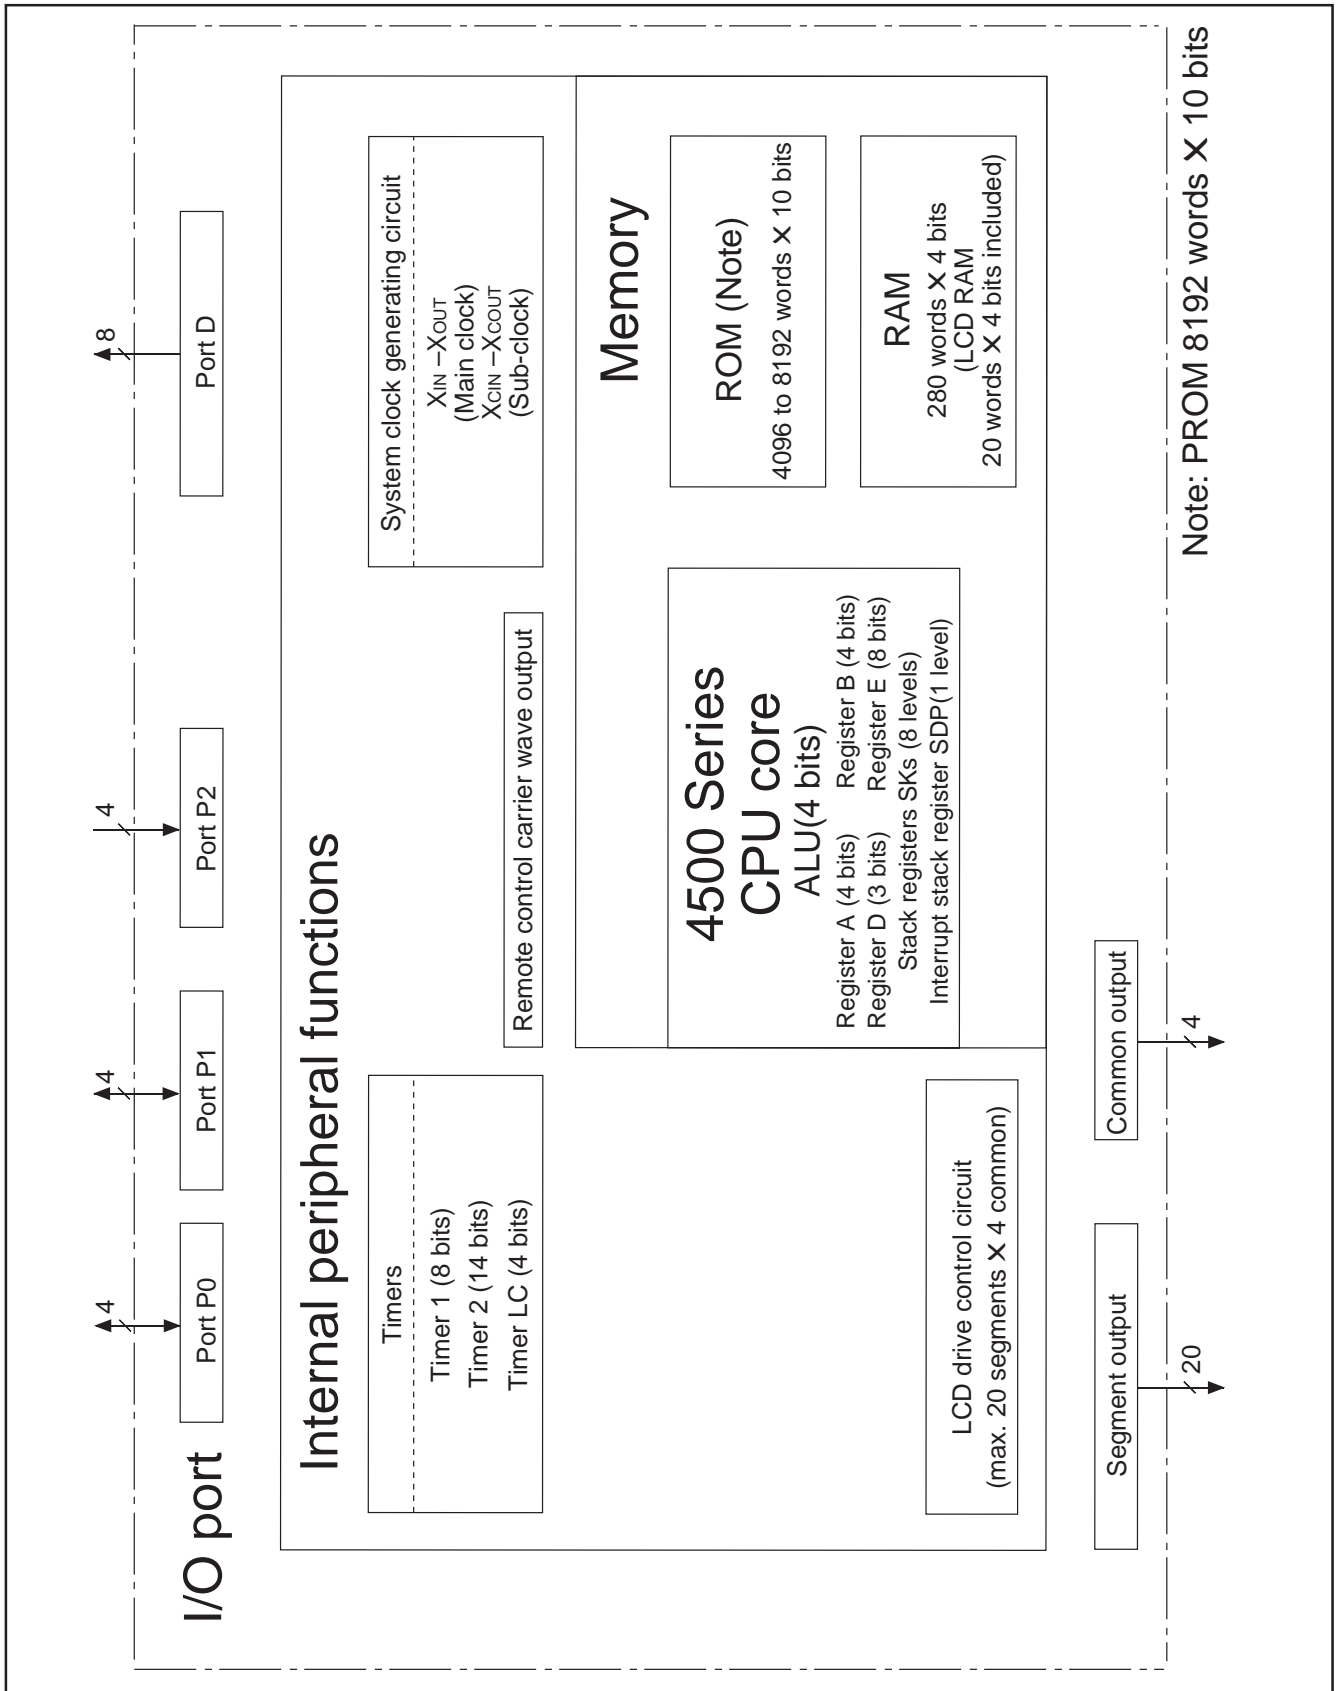 I/O port
4
4
4
8
Port P0
Port P1
Port P2
Port D
Internal peripheral functions
Timers
Timer 1 (8 bits)
Timer 2 (14 bits)
Timer LC (4 bits)
Remote control carrier wave output
System clock generating circuit
XIN –XOUT
(Main clock)
XCIN –XCOUT
(Sub-clock)
LCD drive control circuit
(max. 20 segments X 4 common)
4500 Series
CPU core
ALU(4 bits)
Register A (4 bits) Register B (4 bits)
Register D (3 bits) Register E (8 bits)
Stack registers SKs (8 levels)
Interrupt stack register SDP(1 level)
Memory
ROM (Note)
4096 to 8192 words X 10 bits
RAM
280 words X 4 bits
(LCD RAM
20 words X 4 bits included)
Segment output
Common output
20
4
Note: PROM 8192 words X 10 bits